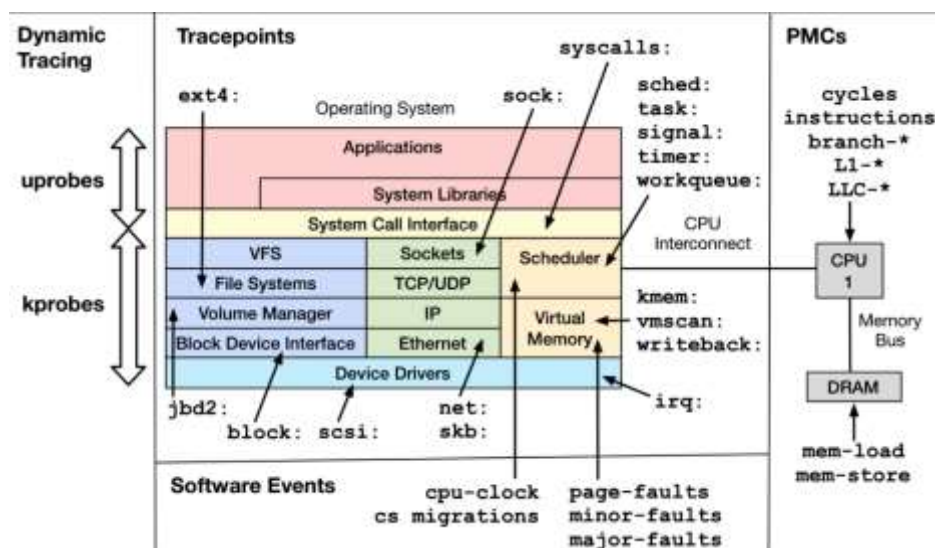 Dynamic
Tracing
uprobes
kprobes
Tracepoints
syscalls:
ext4:
Operating System
sock:
sched:
task:
signal:
timer:
workqueue:
Applications
System Libraries
System Call Interface
VFS
Sockets
Scheduler
File Systems
TCP/UDP
Volume Manager
IP
Virtual
Memory
Block Device Interface
Ethernet
Device Drivers
CPU
Interconnect
kmem:
vmscan:
writeback:
irq:
jbd2:
block:
scsi:
net:
skb:
Software Events
cpu-clock
cs migrations
page-faults
minor-faults
major-faults
PMCs
cycles
instructions
branch-*
L1-*
LLC-*
CPU
1
Memory
Bus
DRAM
mem-load
mem-store